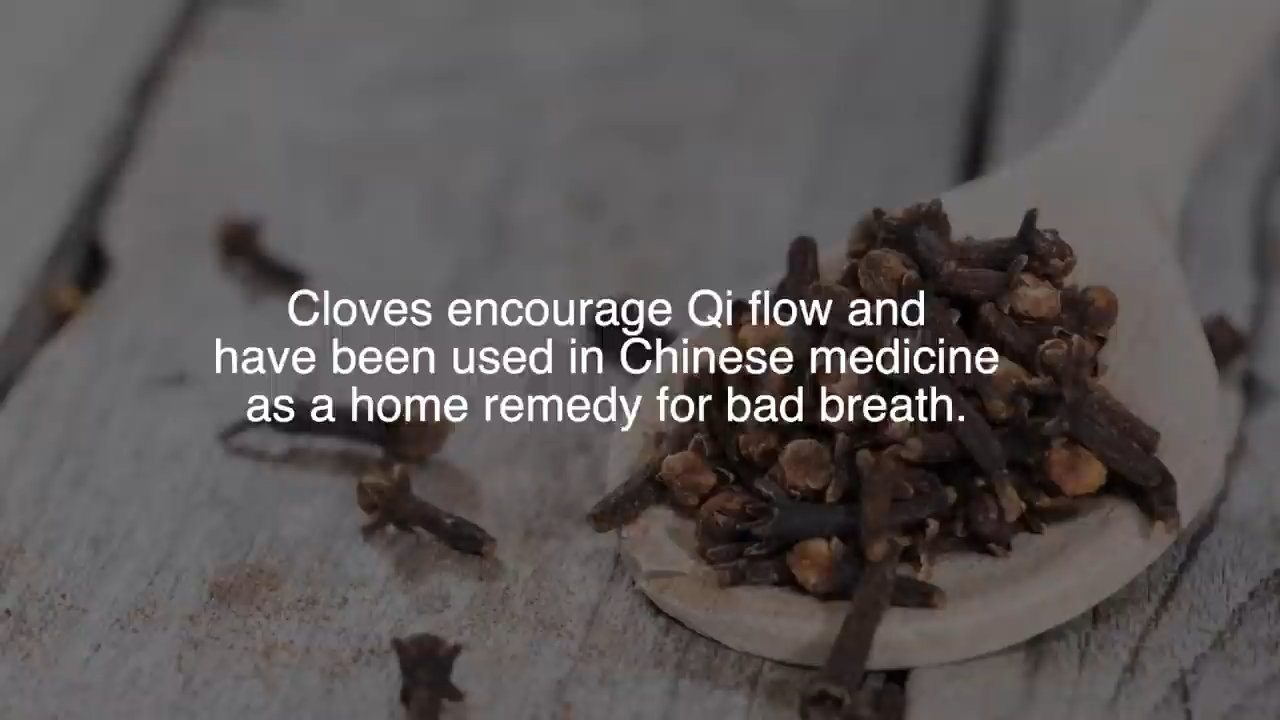 Cloves encourage Qi flow and
have been used in Chinese medicine
as a home remedy for bad breath.